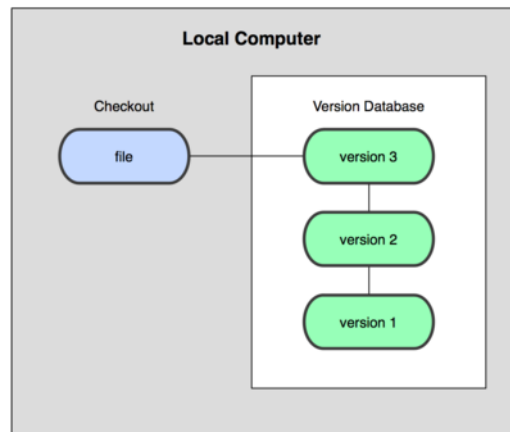 Local Computer
Checkout
Version Database
file
version 3
version 2
version 1